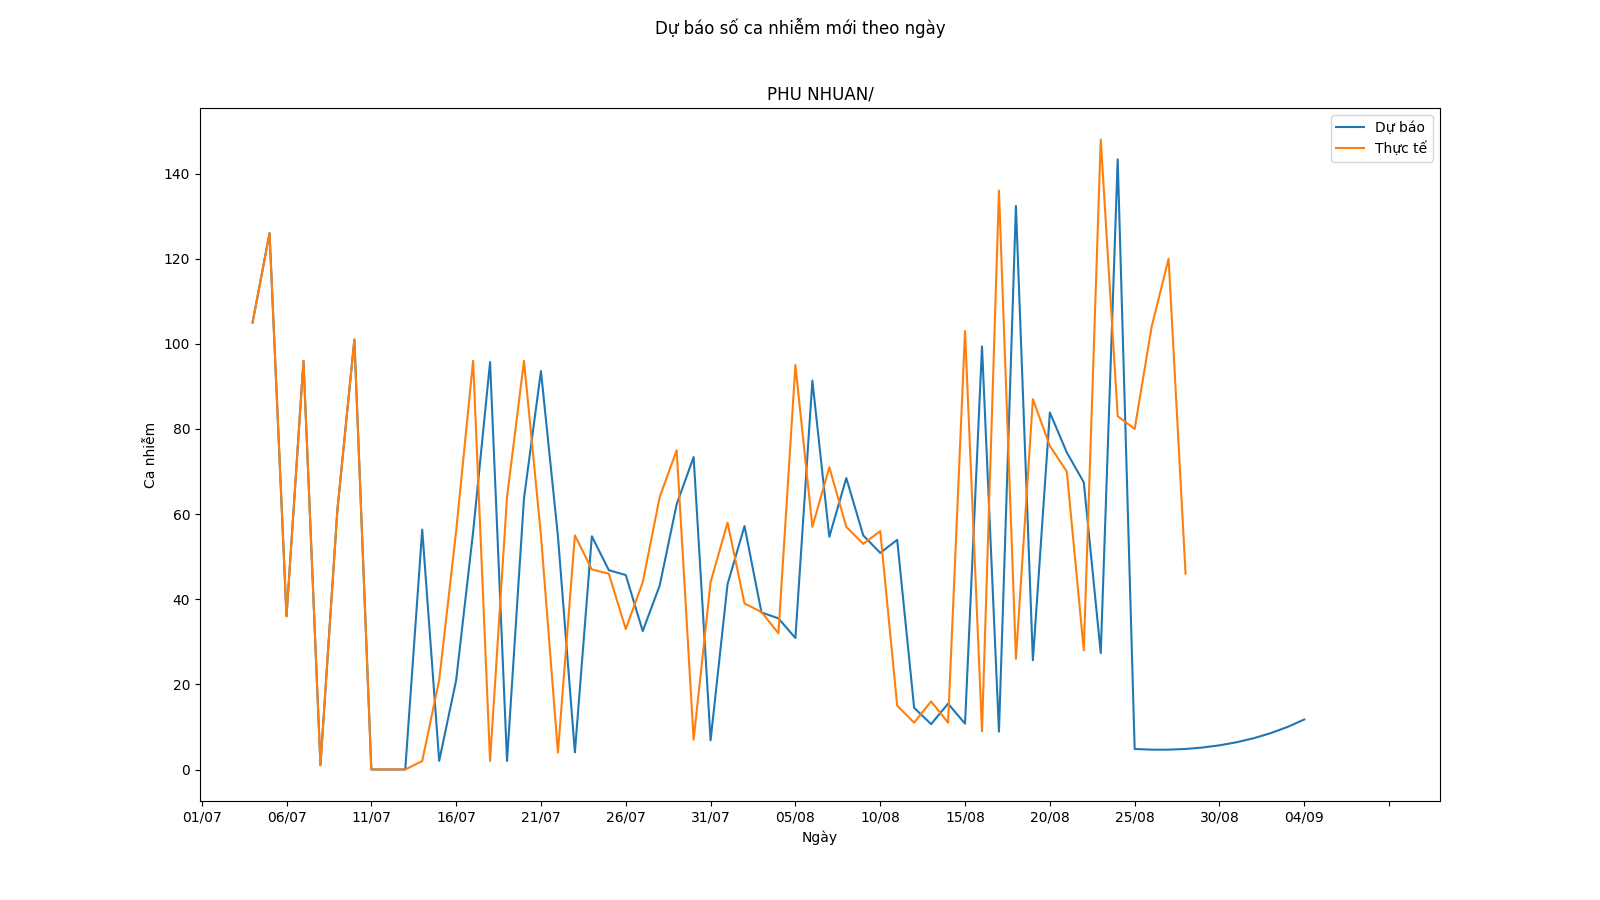 Dự báo số ca nhiễm mới theo ngày
PHU NHUAN/
Dự báo
Thực tế
140
120
100
80
60
40
20
0
Ca nhiễm
01/07 06/07 11/07 16/07 21/07 26/07 31/07 05/08 10/08 15/08 20/08 25/08 30/08 04/09
Ngày